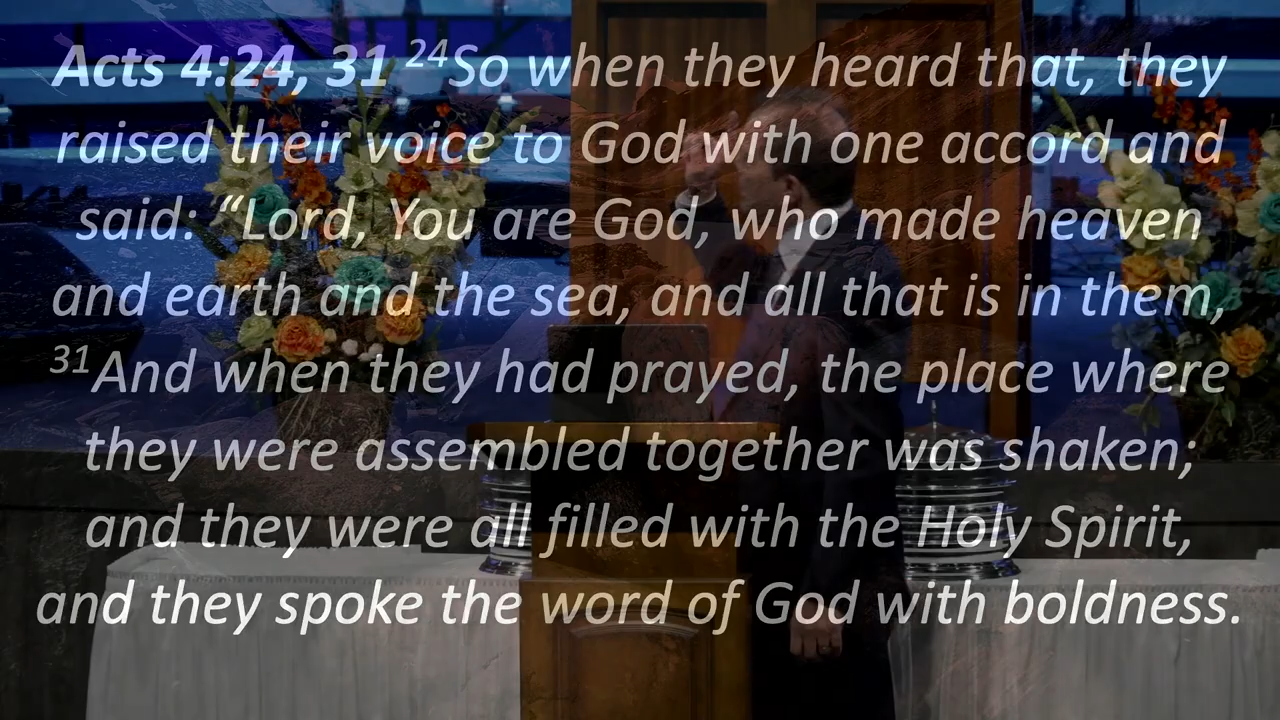 Acts 4:24, 31 24So when they heard that, they
raised their voice to God with one accord and
said: “Lord, You are God, who made heaven
and earth and the sea, and all that is in them,
31And when they had prayed, the place where
they were assembled together was shaken;
and they were all filled with the Holy Spirit,
and they spoke the word of God with boldness.